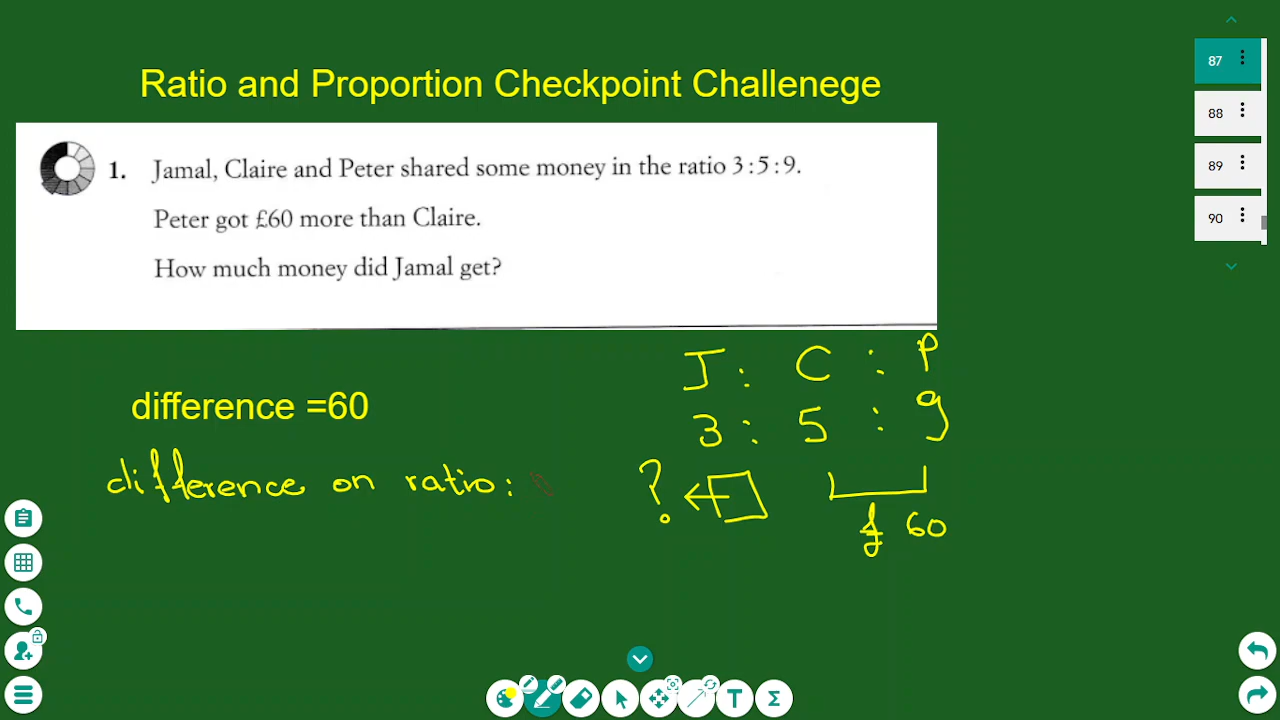 Ratio and Proportion Checkpoint Challenege
1. Jamal, Claire and Peter shared some money in the ratio 3:5:9.
Peter got £60 more than Claire.
How much money did Jamal get?
J : C : P
difference =60
3 : 5 : 9
difference on ratio:
?
£ 60
87
88
89
90
T
Σ